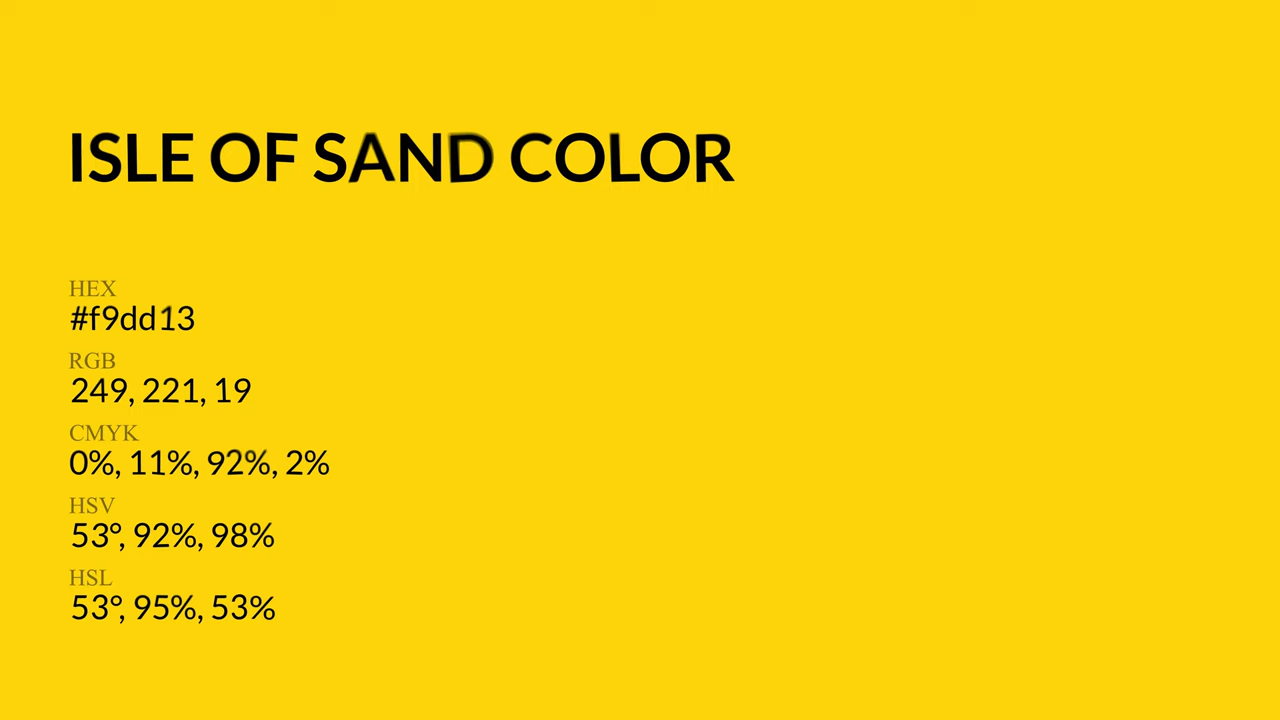 ISLE OF SAND COLOR
HEX
#f9dd13
RGB
249, 221, 19
CMYK
0%, 11%, 92%, 2%
HSV
53°, 92%, 98%
HSL
53°, 95%, 53%